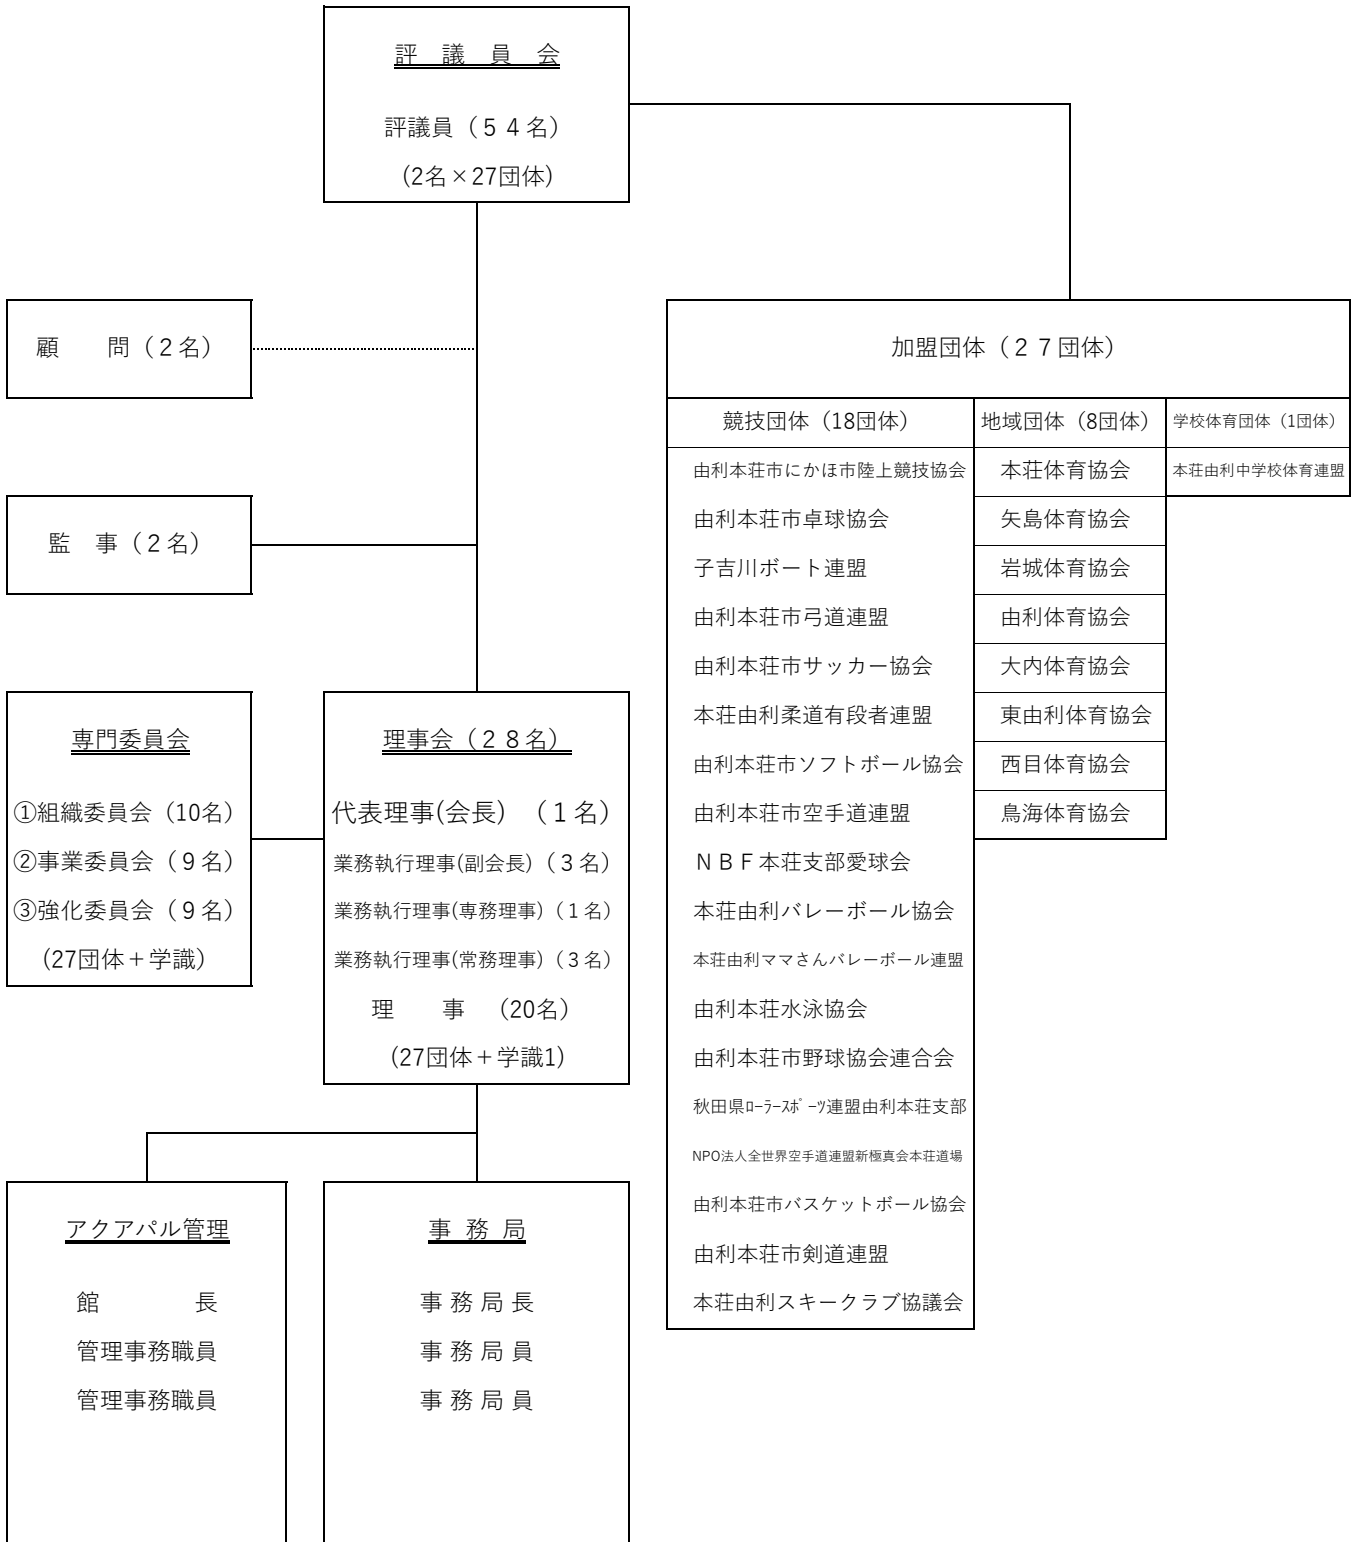 評　議　員　会
評議員（５４名）
(2名×27団体)
顧　　問（２名）
監　事（２名）
専門委員会
①組織委員会（10名）
②事業委員会（９名）
③強化委員会（９名）
(27団体＋学識)
理事会（２８名）
代表理事(会長)　（１名）
業務執行理事(副会長)（３名）
業務執行理事(専務理事)（１名）
業務執行理事(常務理事)（３名）
理　　事　（20名）
(27団体＋学識1)
アクアパル管理
館　　　　長
管理事務職員
管理事務職員
事 務 局
事 務 局 長
事 務 局 員
事 務 局 員
加盟団体（２７団体）
競技団体（18団体）
由利本荘市にかほ市陸上競技協会
由利本荘市卓球協会
子吉川ボート連盟
由利本荘市弓道連盟
由利本荘市サッカー協会
本荘由利柔道有段者連盟
由利本荘市ソフトボール協会
由利本荘市空手道連盟
ＮＢＦ本荘支部愛球会
本荘由利バレーボール協会
本荘由利ママさんバレーボール連盟
由利本荘水泳協会
由利本荘市野球協会連合会
秋田県ﾛｰﾗｰｽﾎﾟｰﾂ連盟由利本荘支部
NPO法人全世界空手道連盟新極真会本荘道場
由利本荘市バスケットボール協会
由利本荘市剣道連盟
本荘由利スキークラブ協議会
地域団体（8団体）
本荘体育協会
矢島体育協会
岩城体育協会
由利体育協会
大内体育協会
東由利体育協会
西目体育協会
鳥海体育協会
学校体育団体（1団体）
本荘由利中学校体育連盟